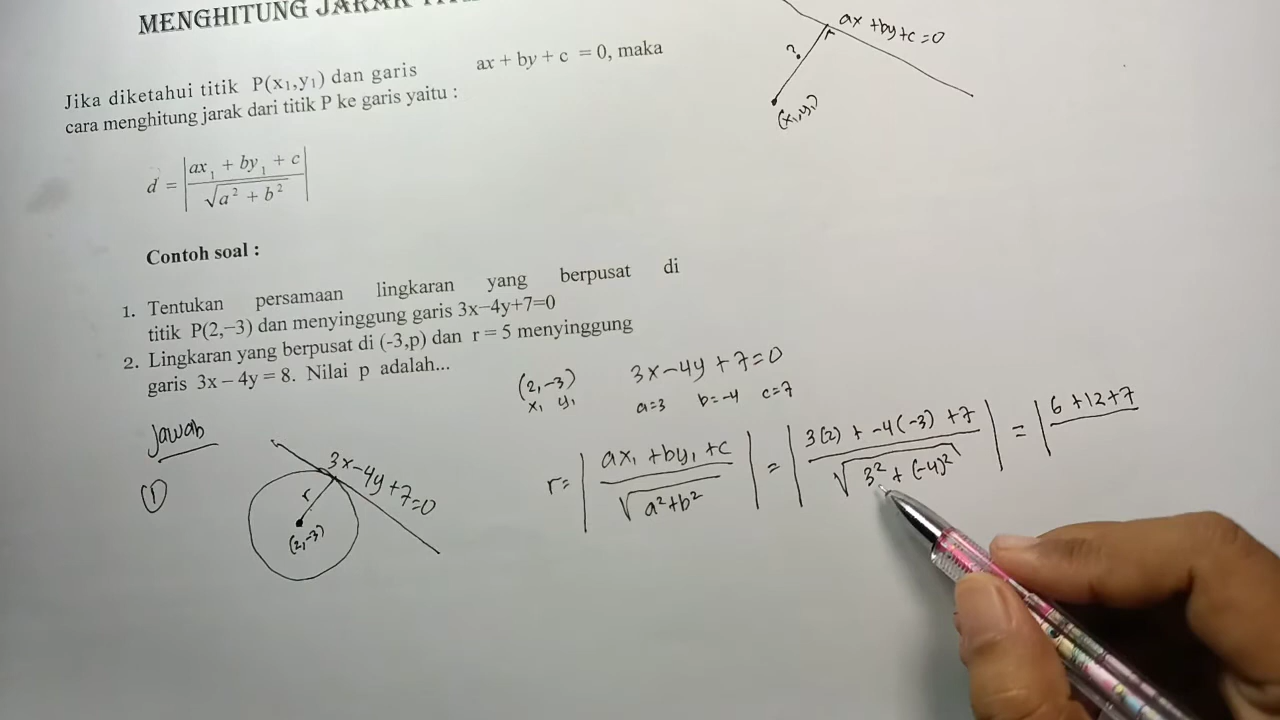 MENGHITUNG JARAK
Jika diketahui titik P(x₁,y₁) dan garis ax + by + c = 0, maka
cara menghitung jarak dari titik P ke garis yaitu :
d = |ax₁ + by₁ + c / √a² + b²|
ax + by + c = 0
?
(x₁,y₁)
Contoh soal :
1. Tentukan persamaan lingkaran yang berpusat di
titik P(2,−3) dan menyinggung garis 3x−4y+7=0
2. Lingkaran yang berpusat di (-3,p) dan r = 5 menyinggung
garis 3x – 4y = 8. Nilai p adalah...
Jawab
①
3x-4y+7=0
r
(2,-3)
(2,-3) 3x-4y+7=0
x₁ y₁ a=3 b=-4 c=7
r= |ax₁ +by₁ +c / √a²+b²| = |3(2) + -4(-3) +7 / √3² + (-4)²| = |6 +12+7